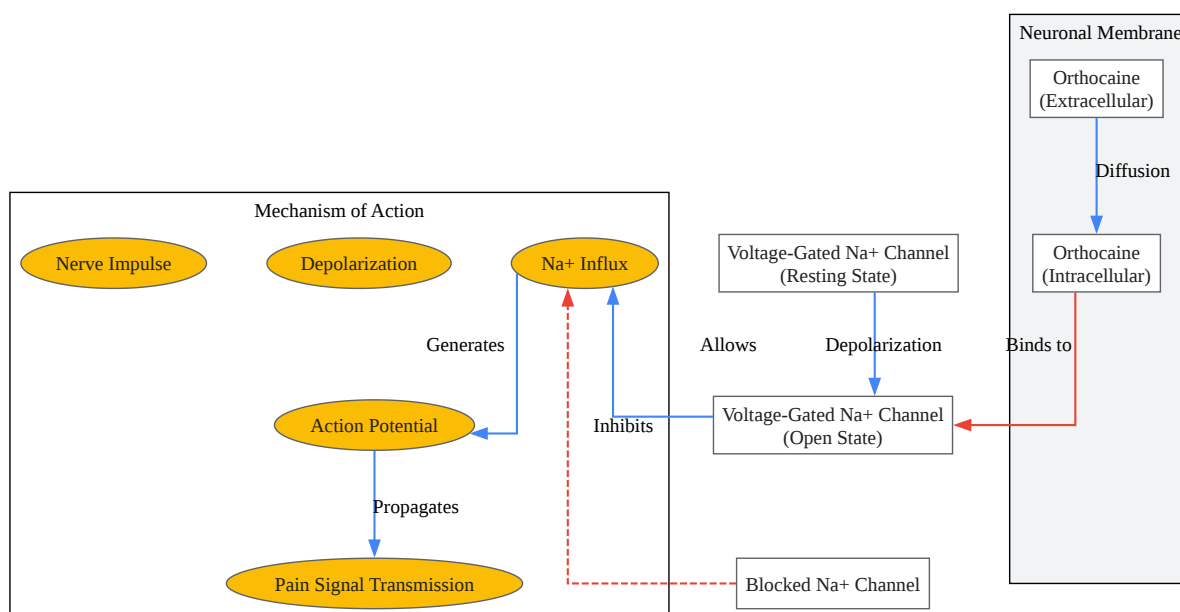 Neuronal Membrane
Orthocaine
(Extracellular)
Diffusion
Mechanism of Action
Nerve Impulse
Depolarization
Na+ Influx
Voltage-Gated Na+ Channel
(Resting State)
Orthocaine
(Intracellular)
Generates
Allows
Depolarization
Binds to
Action Potential
Inhibits
Voltage-Gated Na+ Channel
(Open State)
Propagates
Pain Signal Transmission
Blocked Na+ Channel